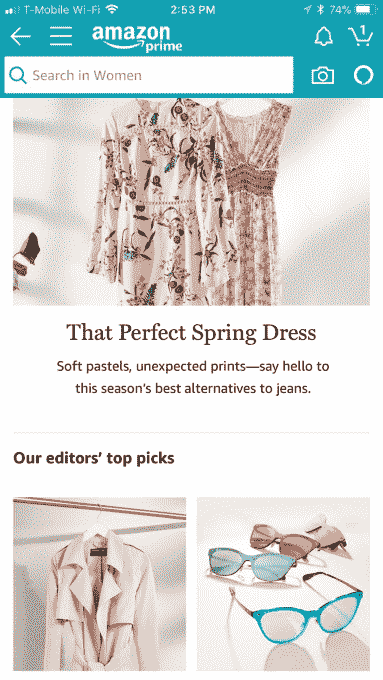 T-Mobile Wi-Fi 2:53 PM 74%
amazon
prime
1
Search in Women
That Perfect Spring Dress
Soft pastels, unexpected prints—say hello to
this season's best alternatives to jeans.
Our editors' top picks